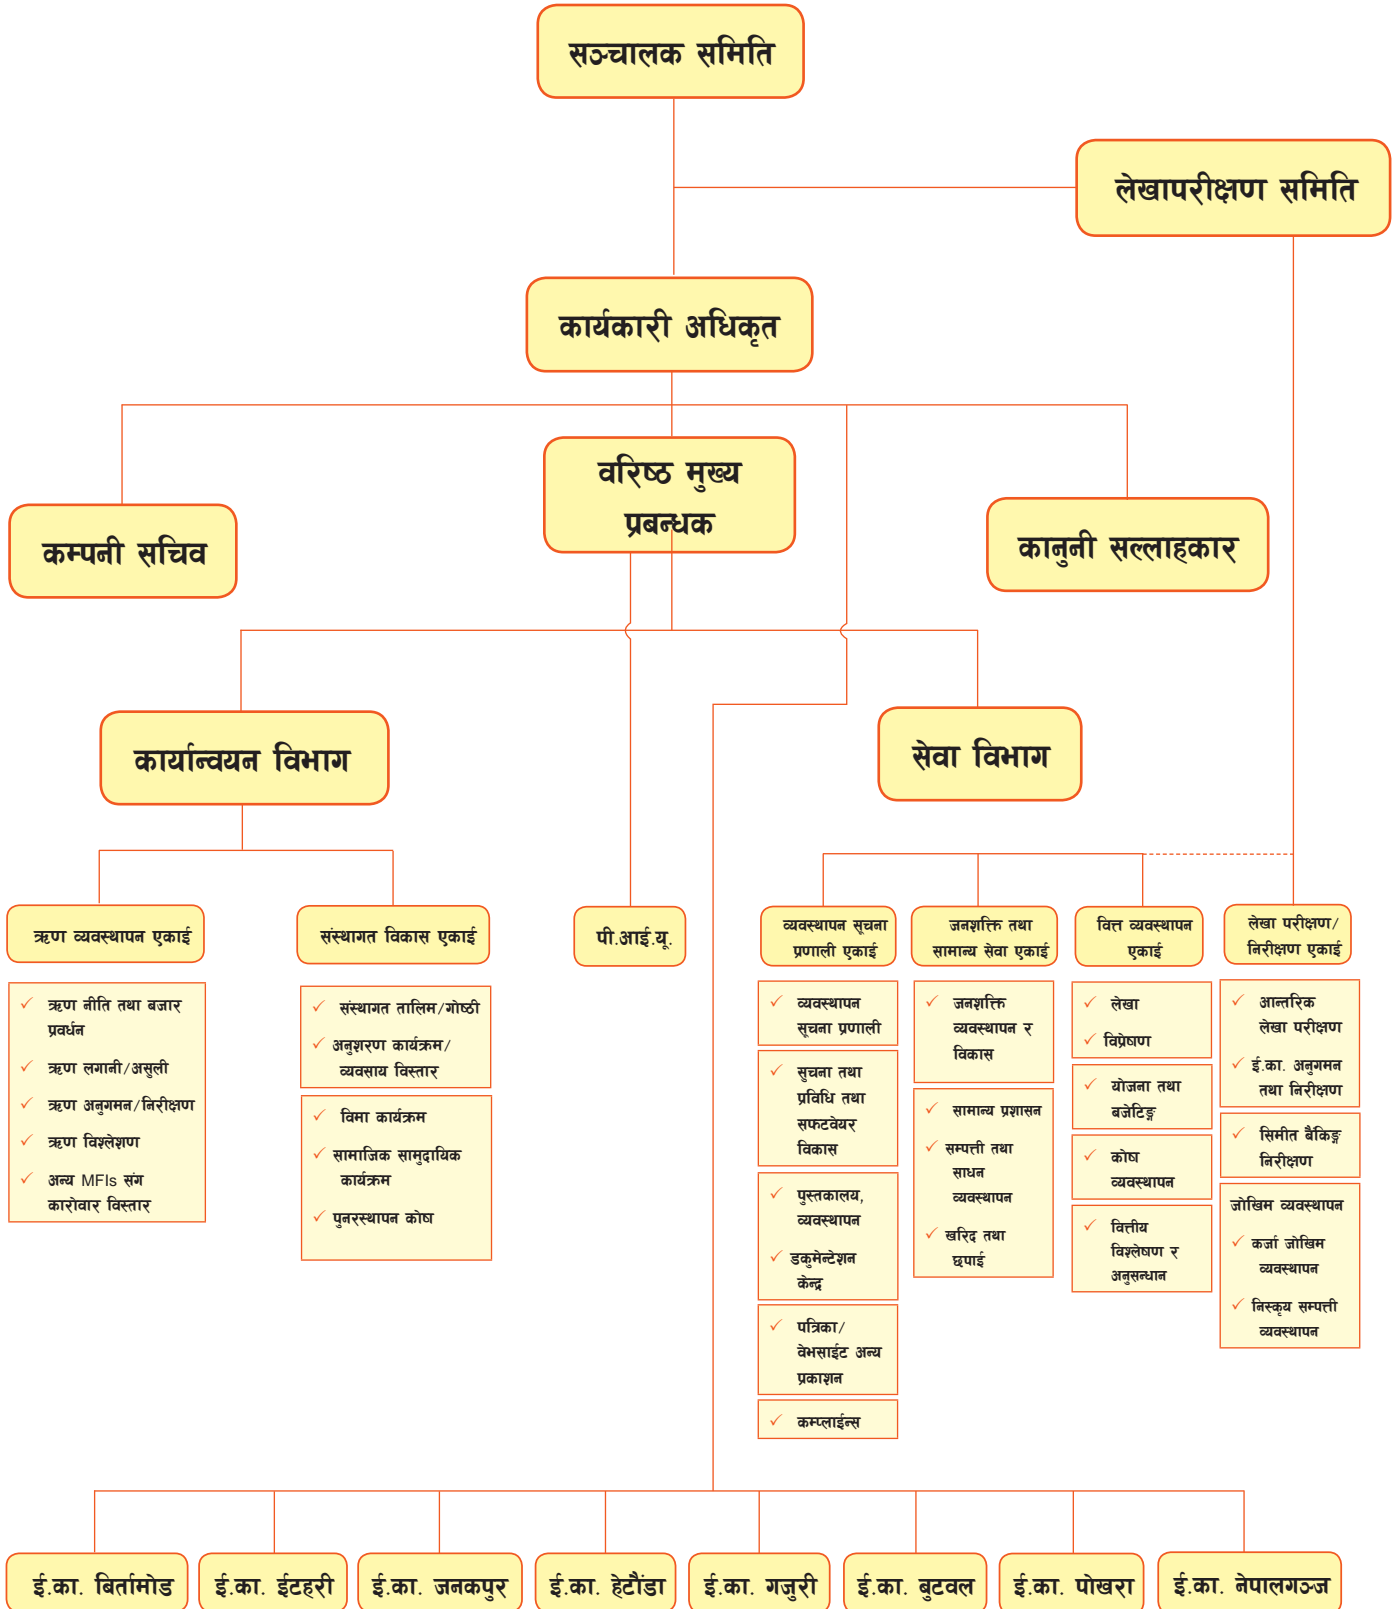 सञ्चालक समिति
लेखापरीक्षण समिति
कार्यकारी अधिकृत
वरिष्ठ मुख्य
प्रबन्धक
कम्पनी सचिव
कानुनी सल्लाहकार
कार्यान्वयन विभाग
सेवा विभाग
ऋण व्यवस्थापन एकाई
संस्थागत विकास एकाई
पी.आई.यू.
व्यवस्थापन सूचना
प्रणाली एकाई
जनशक्ति तथा
सामान्य सेवा एकाई
वित्त व्यवस्थापन
एकाई
लेखा परीक्षण/
निरीक्षण एकाई
✓ ऋण नीति तथा बजार
प्रवर्धन
✓ ऋण लगानी/असुली
✓ ऋण अनुगमन/निरीक्षण
✓ ऋण विश्लेशण
✓ अन्य MFIs संग
कारोवार विस्तार
✓ संस्थागत तालिम/गोष्ठी
✓ अनुशरण कार्यक्रम/
व्यवसाय विस्तार
✓ विमा कार्यक्रम
✓ सामाजिक सामुदायिक
कार्यक्रम
✓ पुनरस्थापन कोष
✓ व्यवस्थापन
सूचना प्रणाली
✓ सुचना तथा
प्रविधि तथा
सफटवेयर
विकास
✓ पुस्तकालय,
व्यवस्थापन
✓ डकुमेन्टेशन
केन्द्र
✓ पत्रिका/
वेभसाईट अन्य
प्रकाशन
✓ कम्प्लाईन्स
✓ जनशक्ति
व्यवस्थापन र
विकास
✓ सामान्य प्रशासन
✓ सम्पत्ती तथा
साधन
व्यवस्थापन
✓ खरिद तथा
छपाई
✓ लेखा
✓ विप्रेषण
✓ योजना तथा
बजेटिङ्ग
✓ कोष
व्यवस्थापन
✓ वित्तीय
विश्लेषण र
अनुसन्धान
✓ आन्तरिक
लेखा परीक्षण
✓ ई.का. अनुगमन
तथा निरीक्षण
✓ सिमीत बैकिङ्ग
निरीक्षण
जोखिम व्यवस्थापन
✓ कर्जा जोखिम
व्यवस्थापन
✓ निस्कृय सम्पत्ती
व्यवस्थापन
ई.का. बिर्तामोड
ई.का. ईटहरी
ई.का. जनकपुर
ई.का. हेटौंडा
ई.का. गजुरी
ई.का. बुटवल
ई.का. पोखरा
ई.का. नेपालगञ्ज